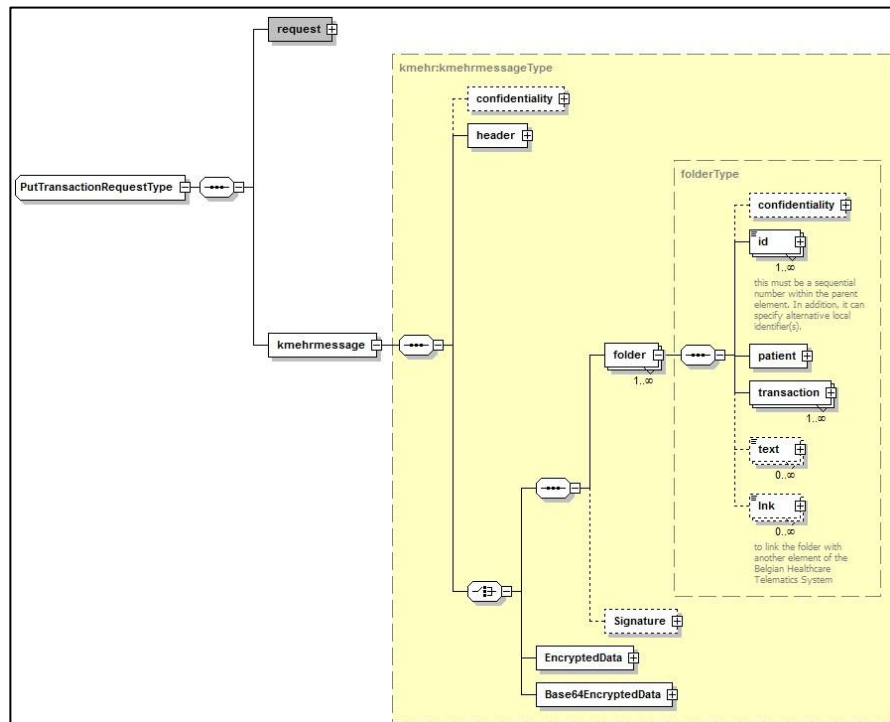 request
kmehr:kmehrmessageType
confidentiality
header
PutTransactionRequestType
folderType
confidentiality
id
1..∞
this must be a sequential
number within the parent
element. In addition, it can
specify alternative local
identifier(s).
kmehrmessage
folder
1..∞
patient
transaction
1..∞
text
0..∞
lnk
0..∞
to link the folder with
another element of the
Belgian Healthcare
Telematics System
Signature
EncryptedData
Base64EncryptedData